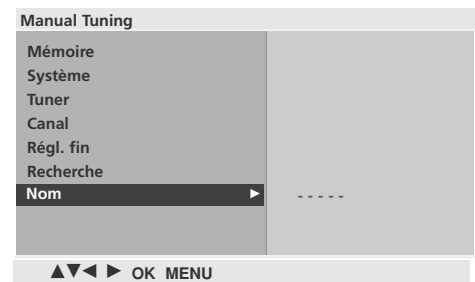 Manual Tuning
Mémoire
Système
Tuner
Canal
Régl. fin
Recherche
Nom ► - - - - -
▲▼◄ ► OK MENU